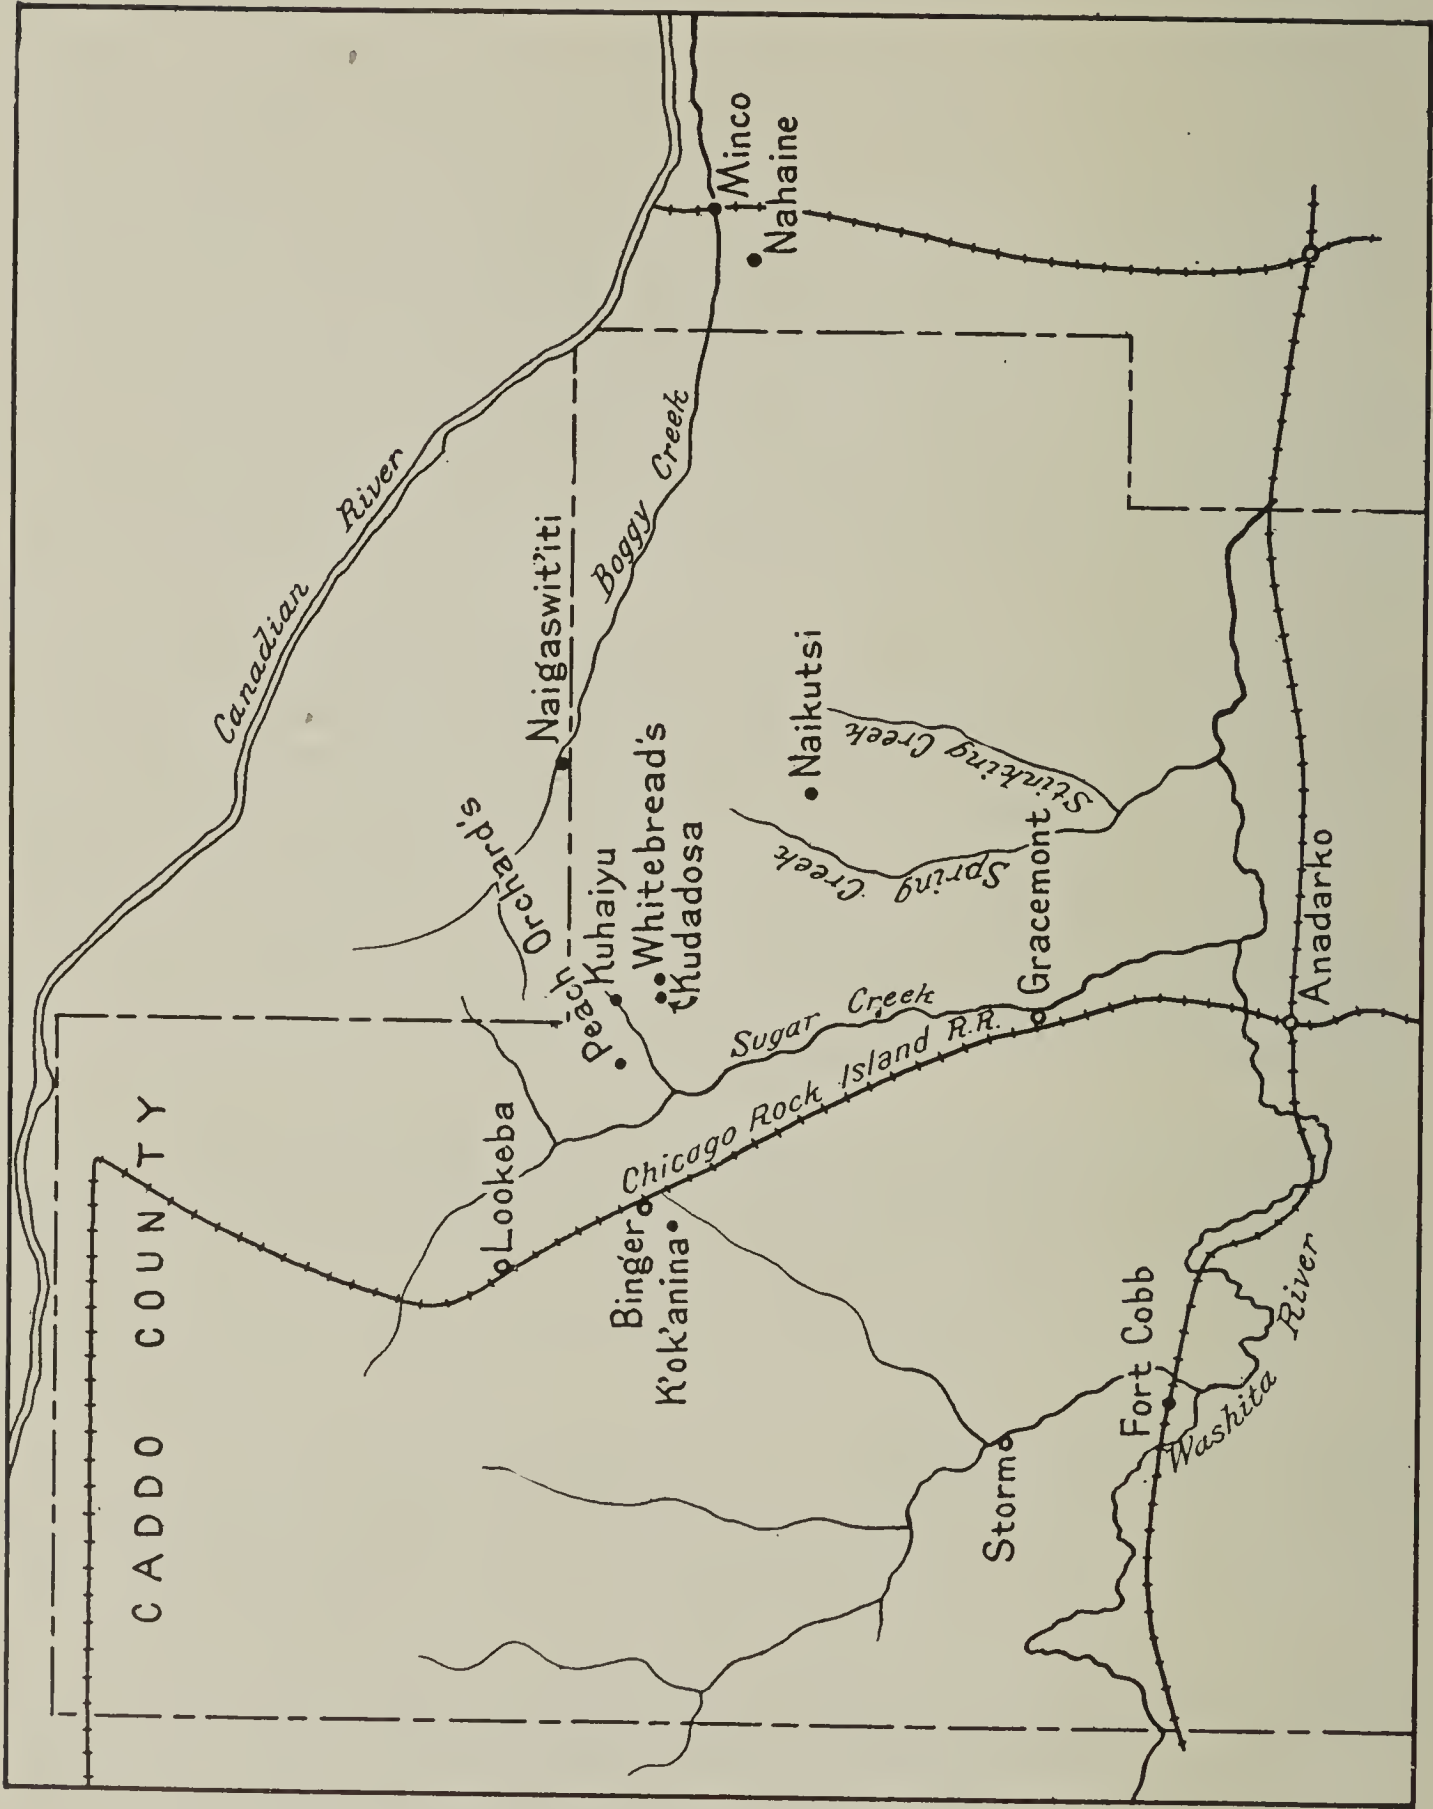 CADDO COUNTY
Canadian River
Minco
Nahaine
Naigaswit'iti
Boggy Creek
Peach Orchard's
Kuhaiyu
Whitebread's
Kudadosa
Naikutsi
Stinking Creek
Spring Creek
Lookeba
Binger
K'ok'anina
Chicago Rock Island R.R.
Sugar Creek
Gracemont
Anadarko
Storm
Fort Cobb
Washita River